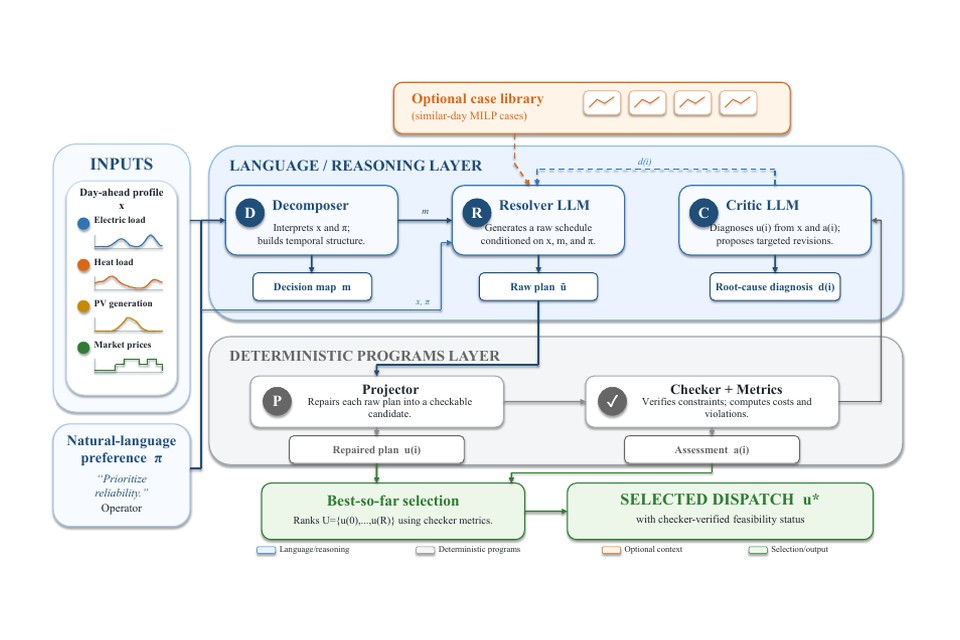 Optional case library
(similar-day MILP cases)
INPUTS
Day-ahead profile
x
Electric load
Heat load
PV generation
Market prices
Natural-language
preference π
“Prioritize
reliability.”
Operator
LANGUAGE / REASONING LAYER
d(i)
D
Decomposer
Interprets x and π;
builds temporal structure.
m
R
Resolver LLM
Generates a raw schedule
conditioned on x, m, and π.
C
Critic LLM
Diagnoses u(i) from x and a(i);
proposes targeted revisions.
Decision map m
Raw plan ũ
Root-cause diagnosis d(i)
x, π
DETERMINISTIC PROGRAMS LAYER
P
Projector
Repairs each raw plan into a checkable
candidate.
✓
Checker + Metrics
Verifies constraints; computes costs and
violations.
Repaired plan u(i)
Assessment a(i)
Best-so-far selection
Ranks U={u(0),...,u(R)} using checker metrics.
SELECTED DISPATCH u*
with checker-verified feasibility status
Language/reasoning
Deterministic programs
Optional context
Selection/output